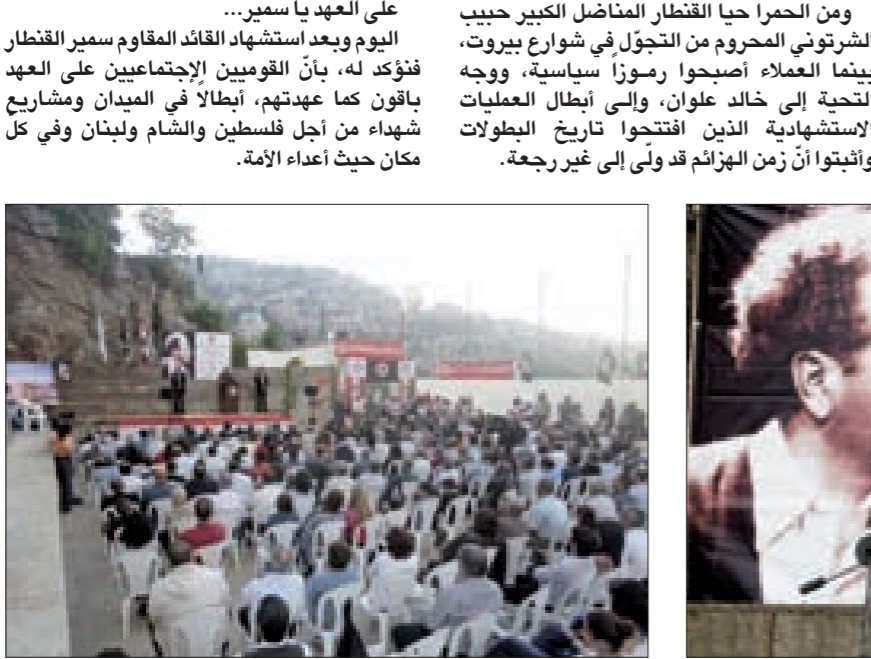 ومن الحمرا حيا القنطار المناضل الكبير حبيب
الشرتوني المحروم من التجوّل في شوارع بيروت،
بينما العملاء أصبحوا رموزاً سياسية، ووجه
التحية إلى خالد علوان، وإلى أبطال العمليات
الاستشهادية الذين افتتحوا تاريخ البطولات
وأثبتوا أنّ زمن الهزائم قد ولّى إلى غير رجعة.
على العهد يا سمير...
اليوم وبعد استشهاد القائد المقاوم سمير القنطار
فنؤكد له، بأنّ القوميين الإجتماعيين على العهد
باقون كما عهدتهم، أبطالاً في الميدان ومشاريع
شهداء من أجل فلسطين والشام ولبنان وفي كلّ
مكان حيث أعداء الأمة.